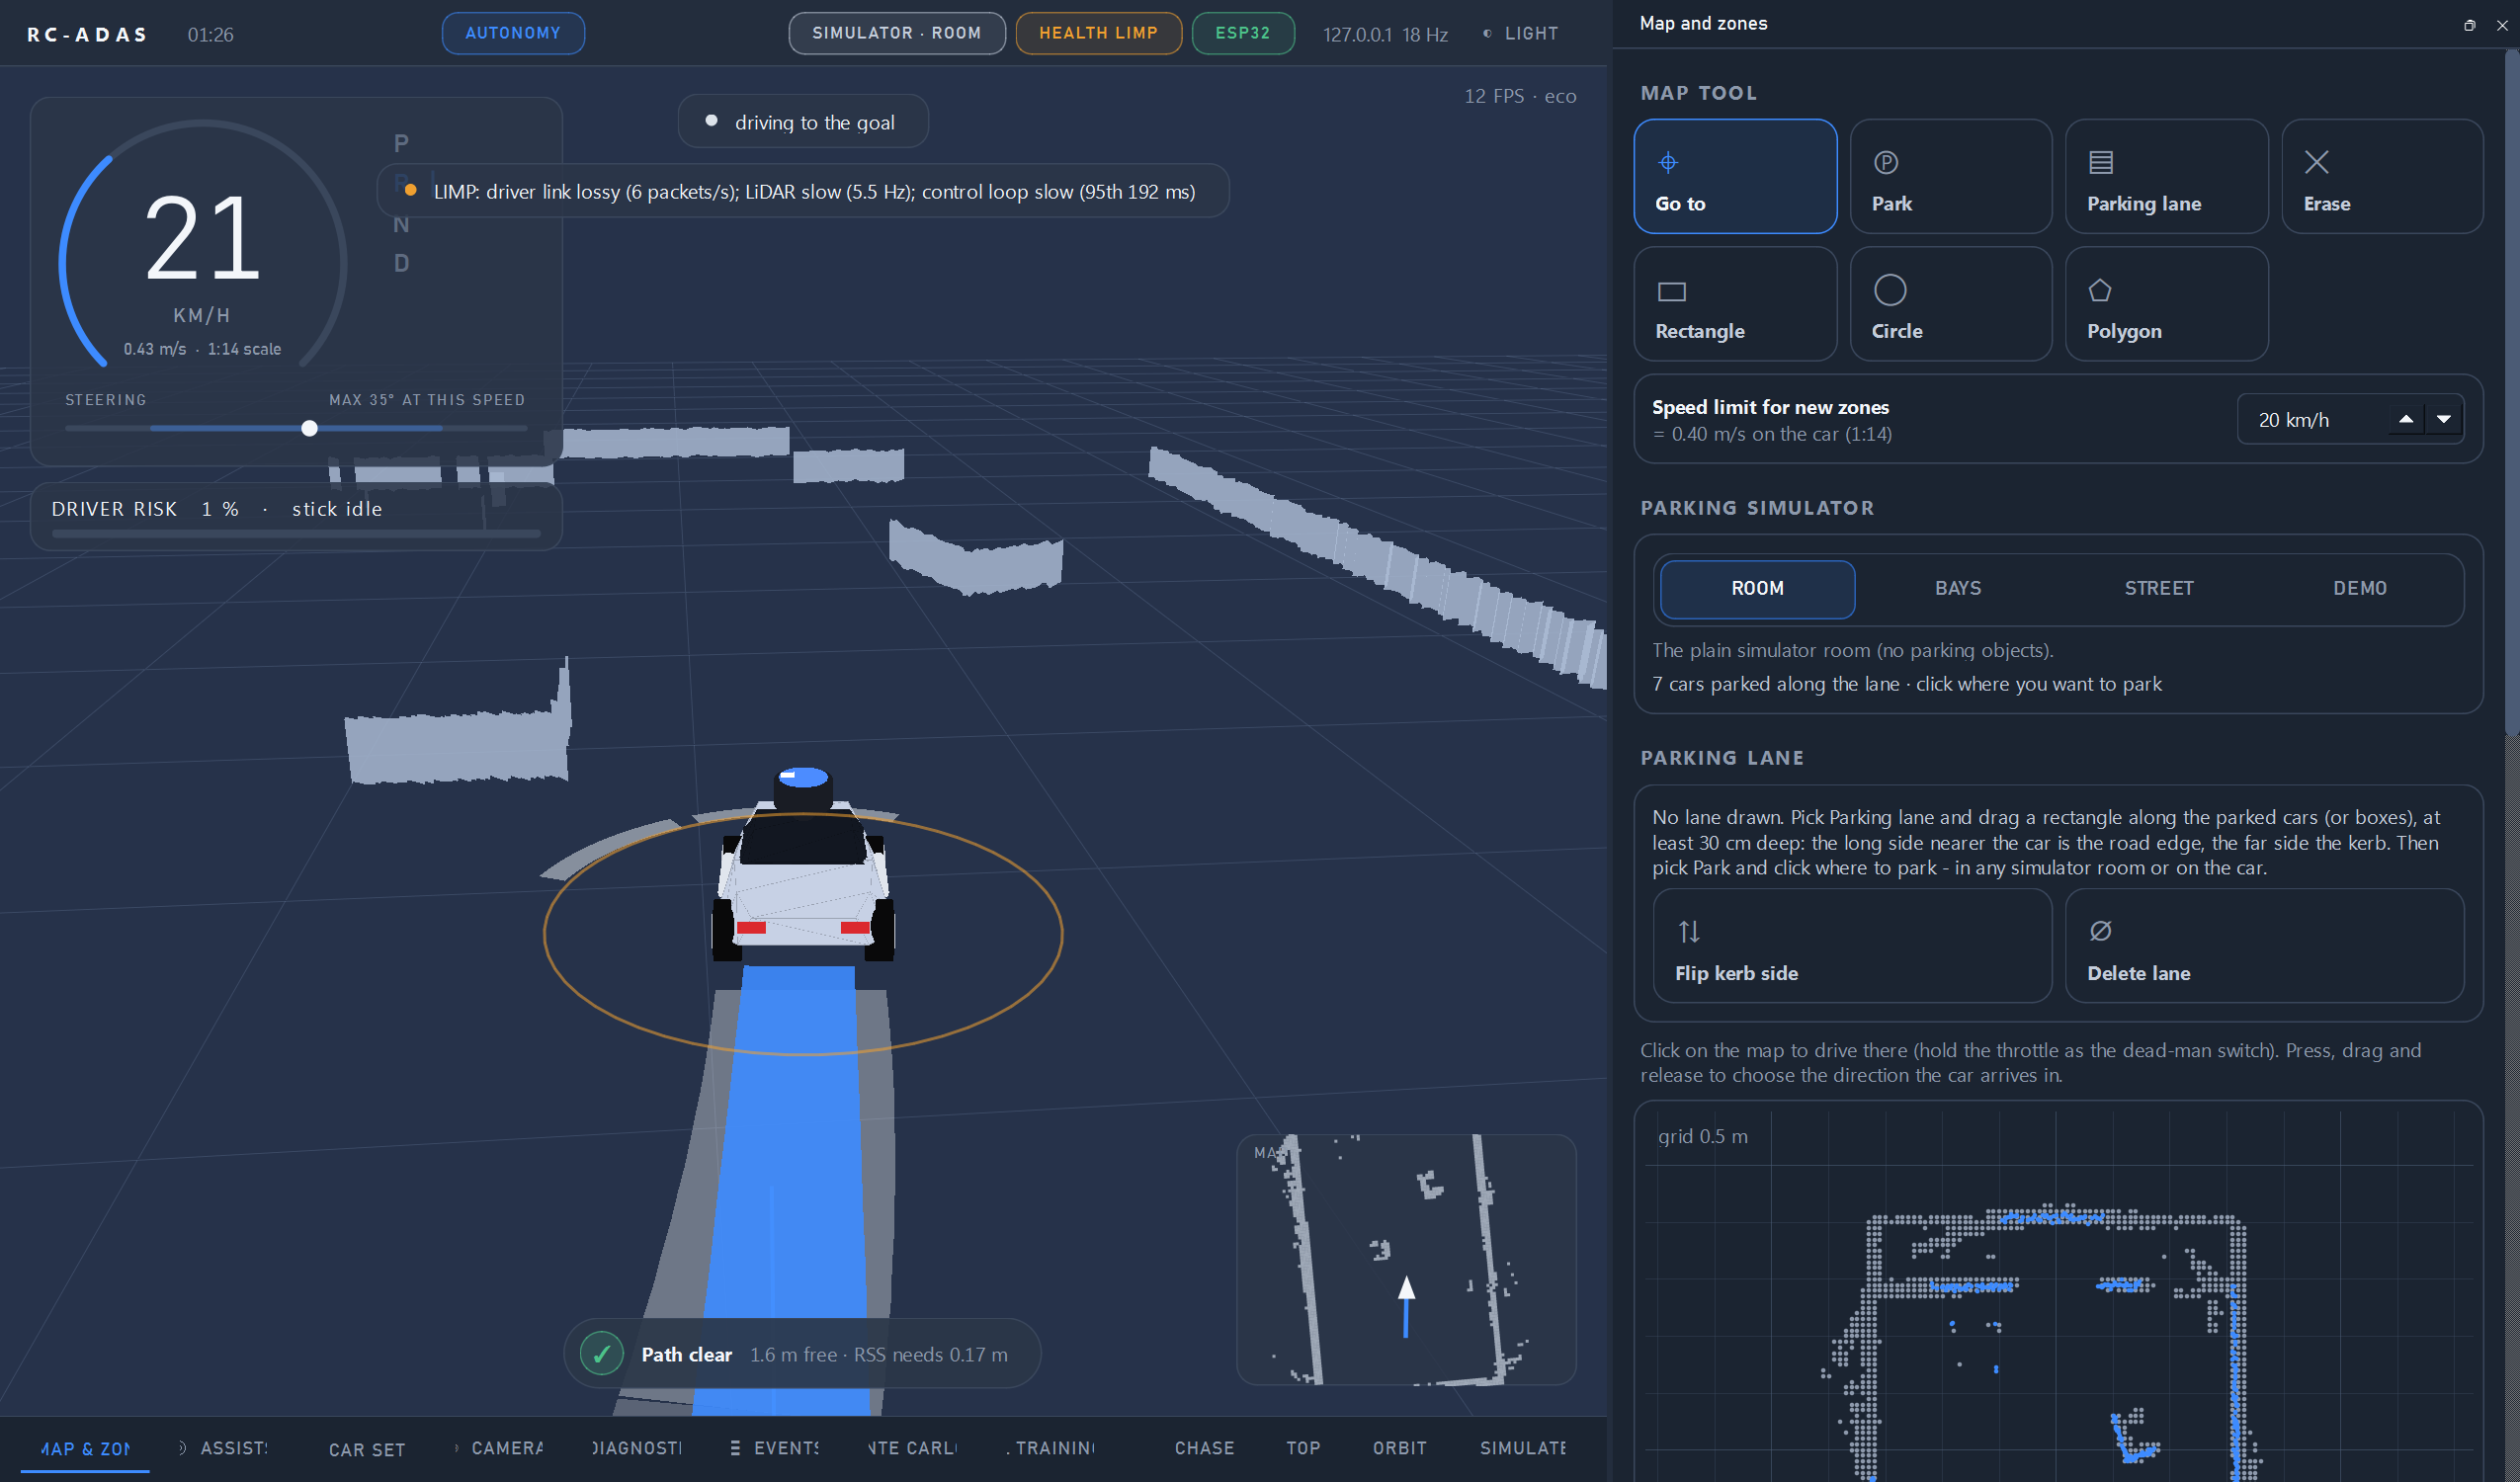 RC-ADAS
01:26
AUTONOMY
SIMULATOR · ROOM
HEALTH LIMP
ESP32
127.0.0.1 18 Hz
LIGHT
12 FPS · eco
driving to the goal
LIMP: driver link lossy (6 packets/s); LiDAR slow (5.5 Hz); control loop slow (95th 192 ms)
P
R
N
D
21
KM/H
0.43 m/s · 1:14 scale
STEERING
MAX 35° AT THIS SPEED
DRIVER RISK 1 % · stick idle
Path clear 1.6 m free · RSS needs 0.17 m
MAP
MAP & ZON
ASSIST
CAR SET
CAMERA
DIAGNOSTI
EVENTS
NTE CARL
. TRAININ
CHASE
TOP
ORBIT
SIMULATE
Map and zones
MAP TOOL
Go to
Park
Parking lane
Erase
Rectangle
Circle
Polygon
Speed limit for new zones
= 0.40 m/s on the car (1:14)
20 km/h
PARKING SIMULATOR
ROOM
BAYS
STREET
DEMO
The plain simulator room (no parking objects).
7 cars parked along the lane · click where you want to park
PARKING LANE
No lane drawn. Pick Parking lane and drag a rectangle along the parked cars (or boxes), at
least 30 cm deep: the long side nearer the car is the road edge, the far side the kerb. Then
pick Park and click where to park - in any simulator room or on the car.
Flip kerb side
Delete lane
Click on the map to drive there (hold the throttle as the dead-man switch). Press, drag and
release to choose the direction the car arrives in.
grid 0.5 m